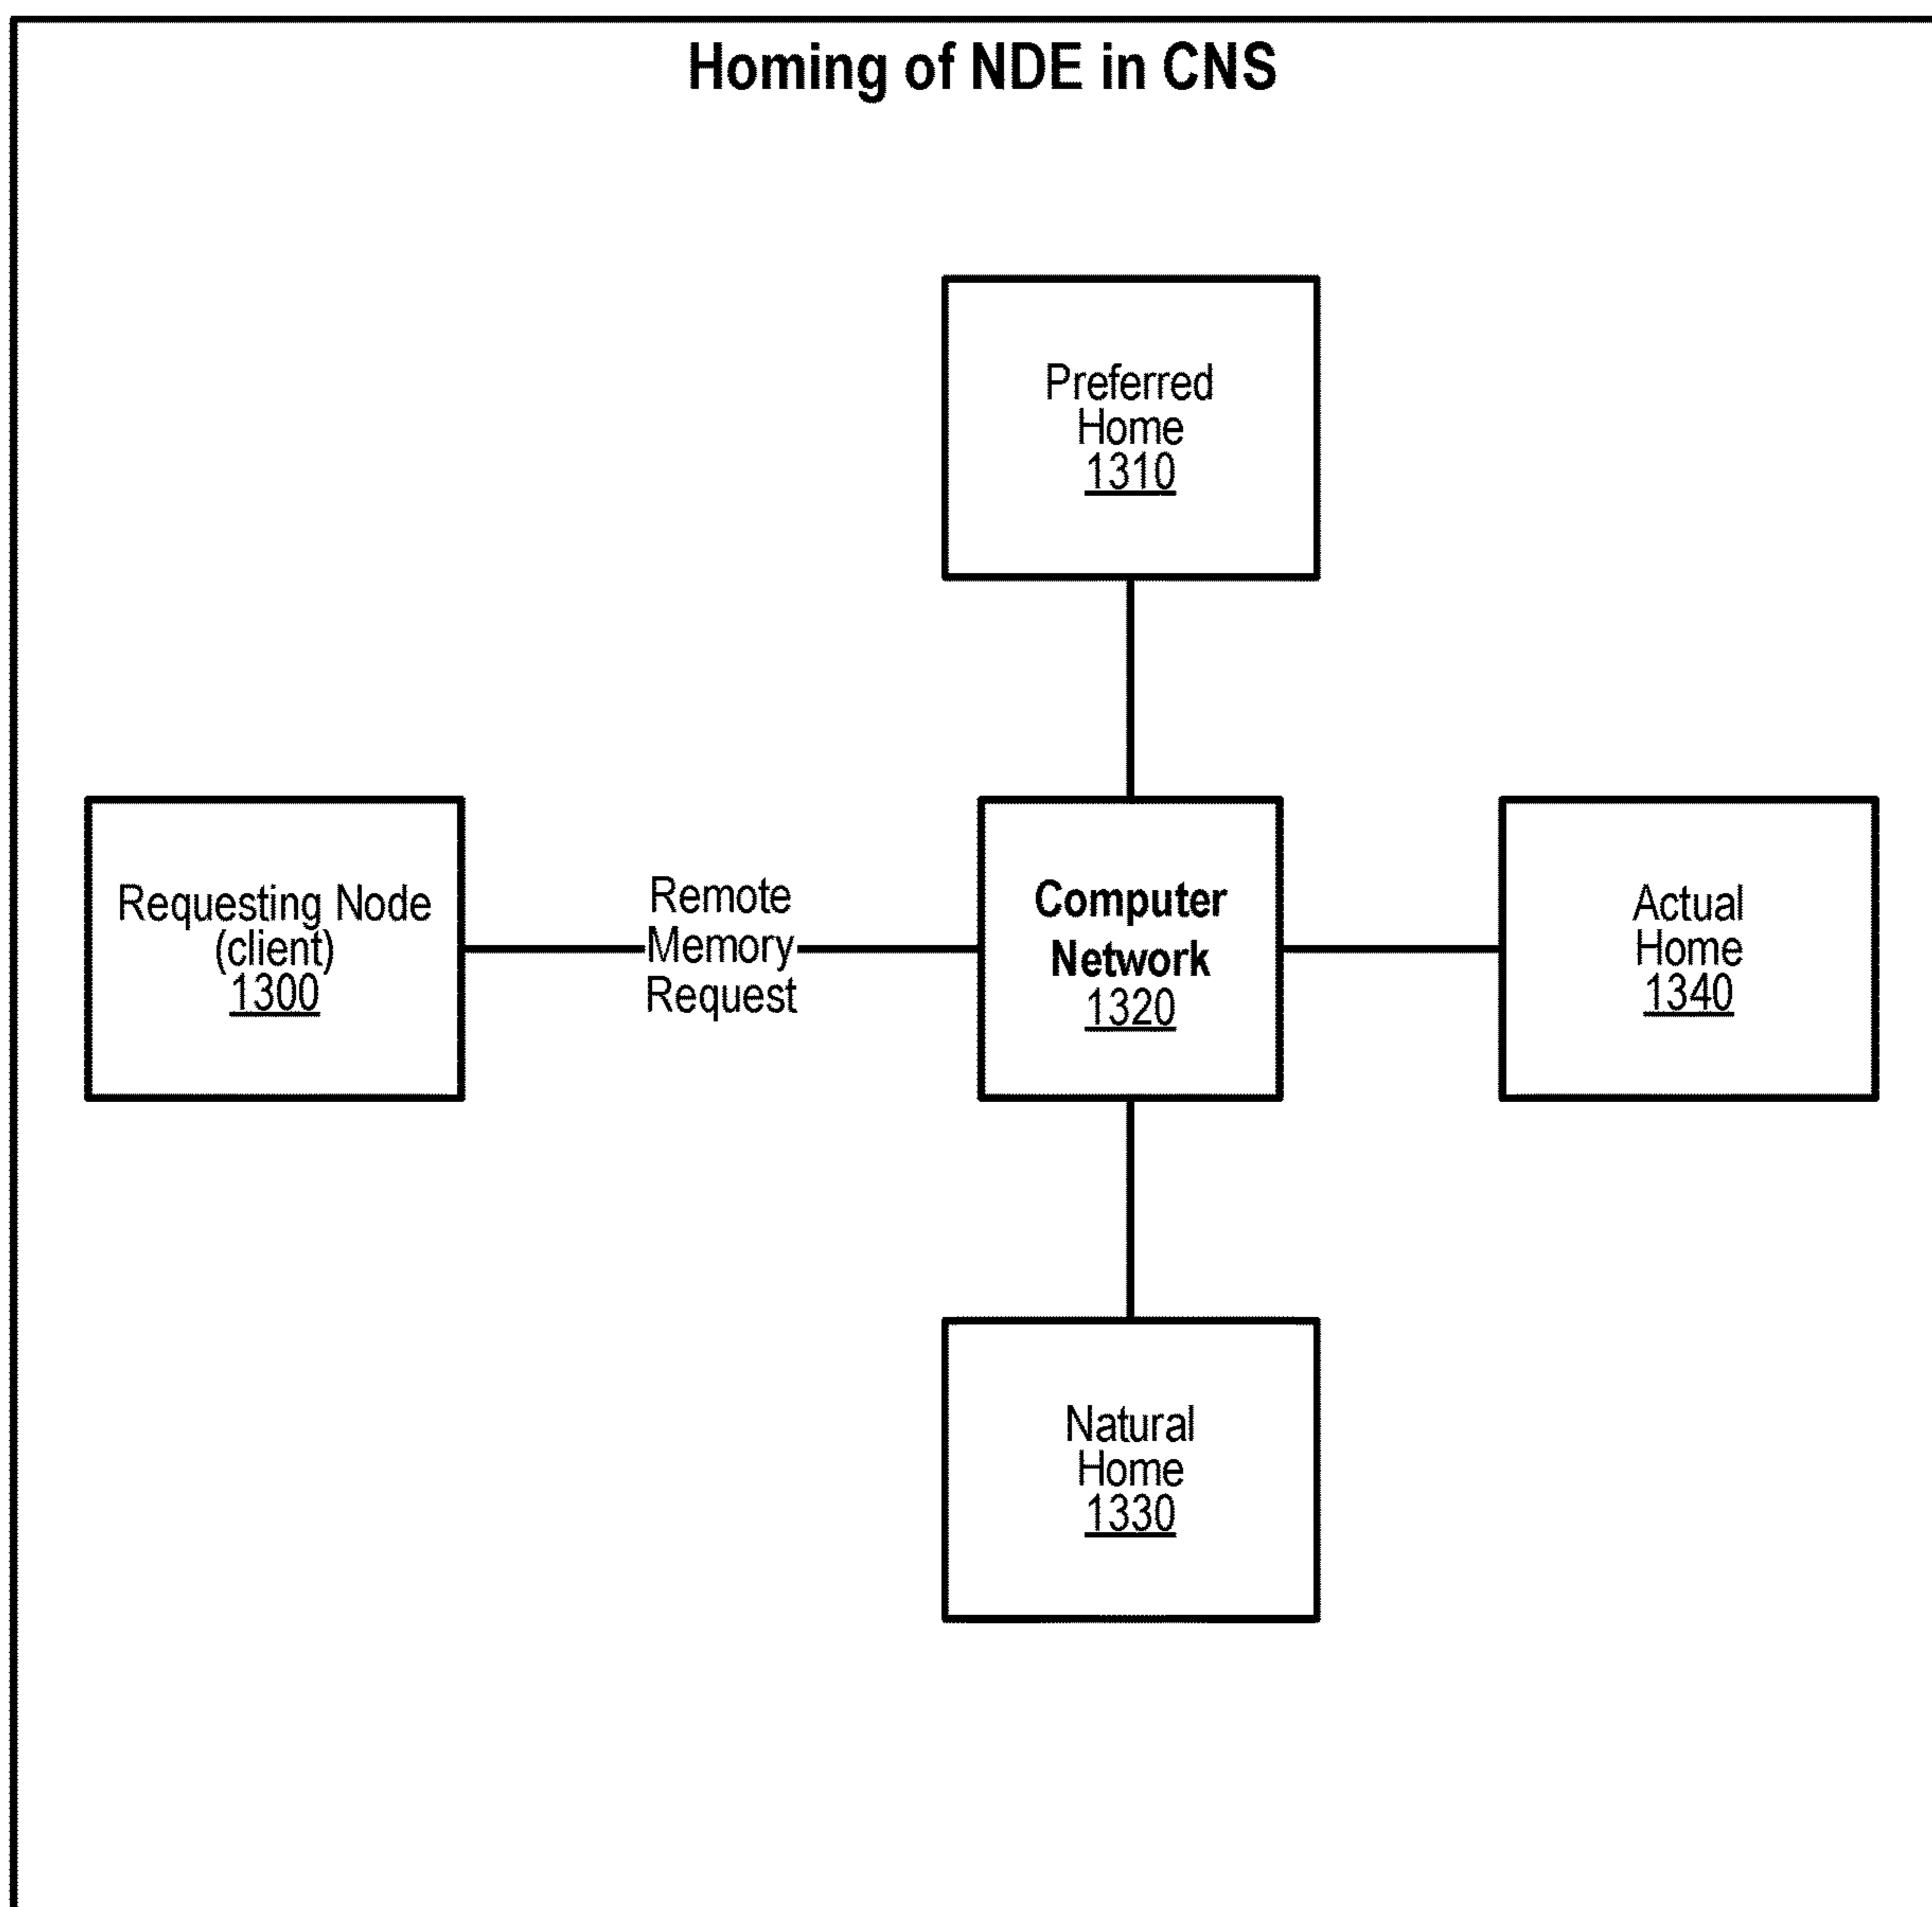 Homing of NDE in CNS
Preferred
Home
1310
Requesting Node
(client)
1300
Remote
Memory
Request
Computer
Network
1320
Actual
Home
1340
Natural
Home
1330